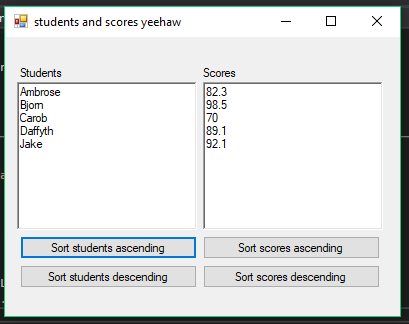 students and scores yeehaw
Students Scores
Ambrose 82.3
Bjorn 98.5
Carob 70
Daffyth 89.1
Jake 92.1
Sort students ascending Sort scores ascending
Sort students descending Sort scores descending